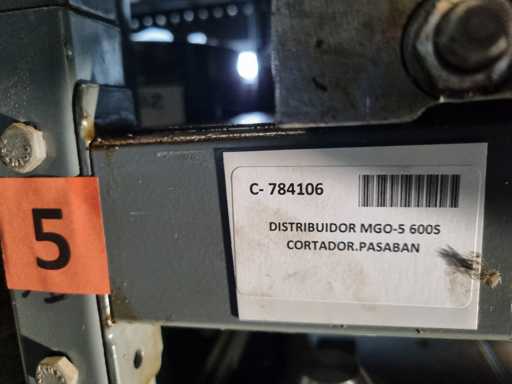 C- 784106
DISTRIBUIDOR MGO-5 600S
CORTADOR.PASABAN
5